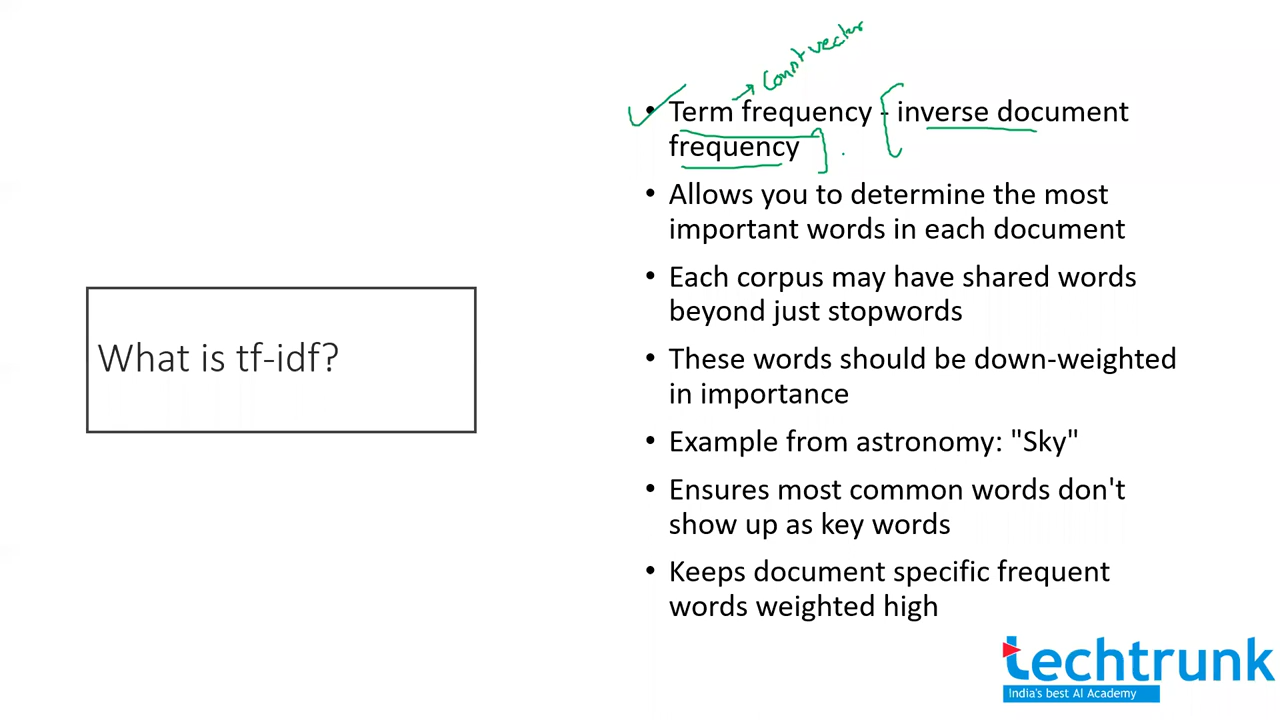 What is tf-idf?
→ Count vector
• Term frequency - inverse document
frequency
• Allows you to determine the most
important words in each document
• Each corpus may have shared words
beyond just stopwords
• These words should be down-weighted
in importance
• Example from astronomy: "Sky"
• Ensures most common words don't
show up as key words
• Keeps document specific frequent
words weighted high
techtrunk
India's best AI Academy